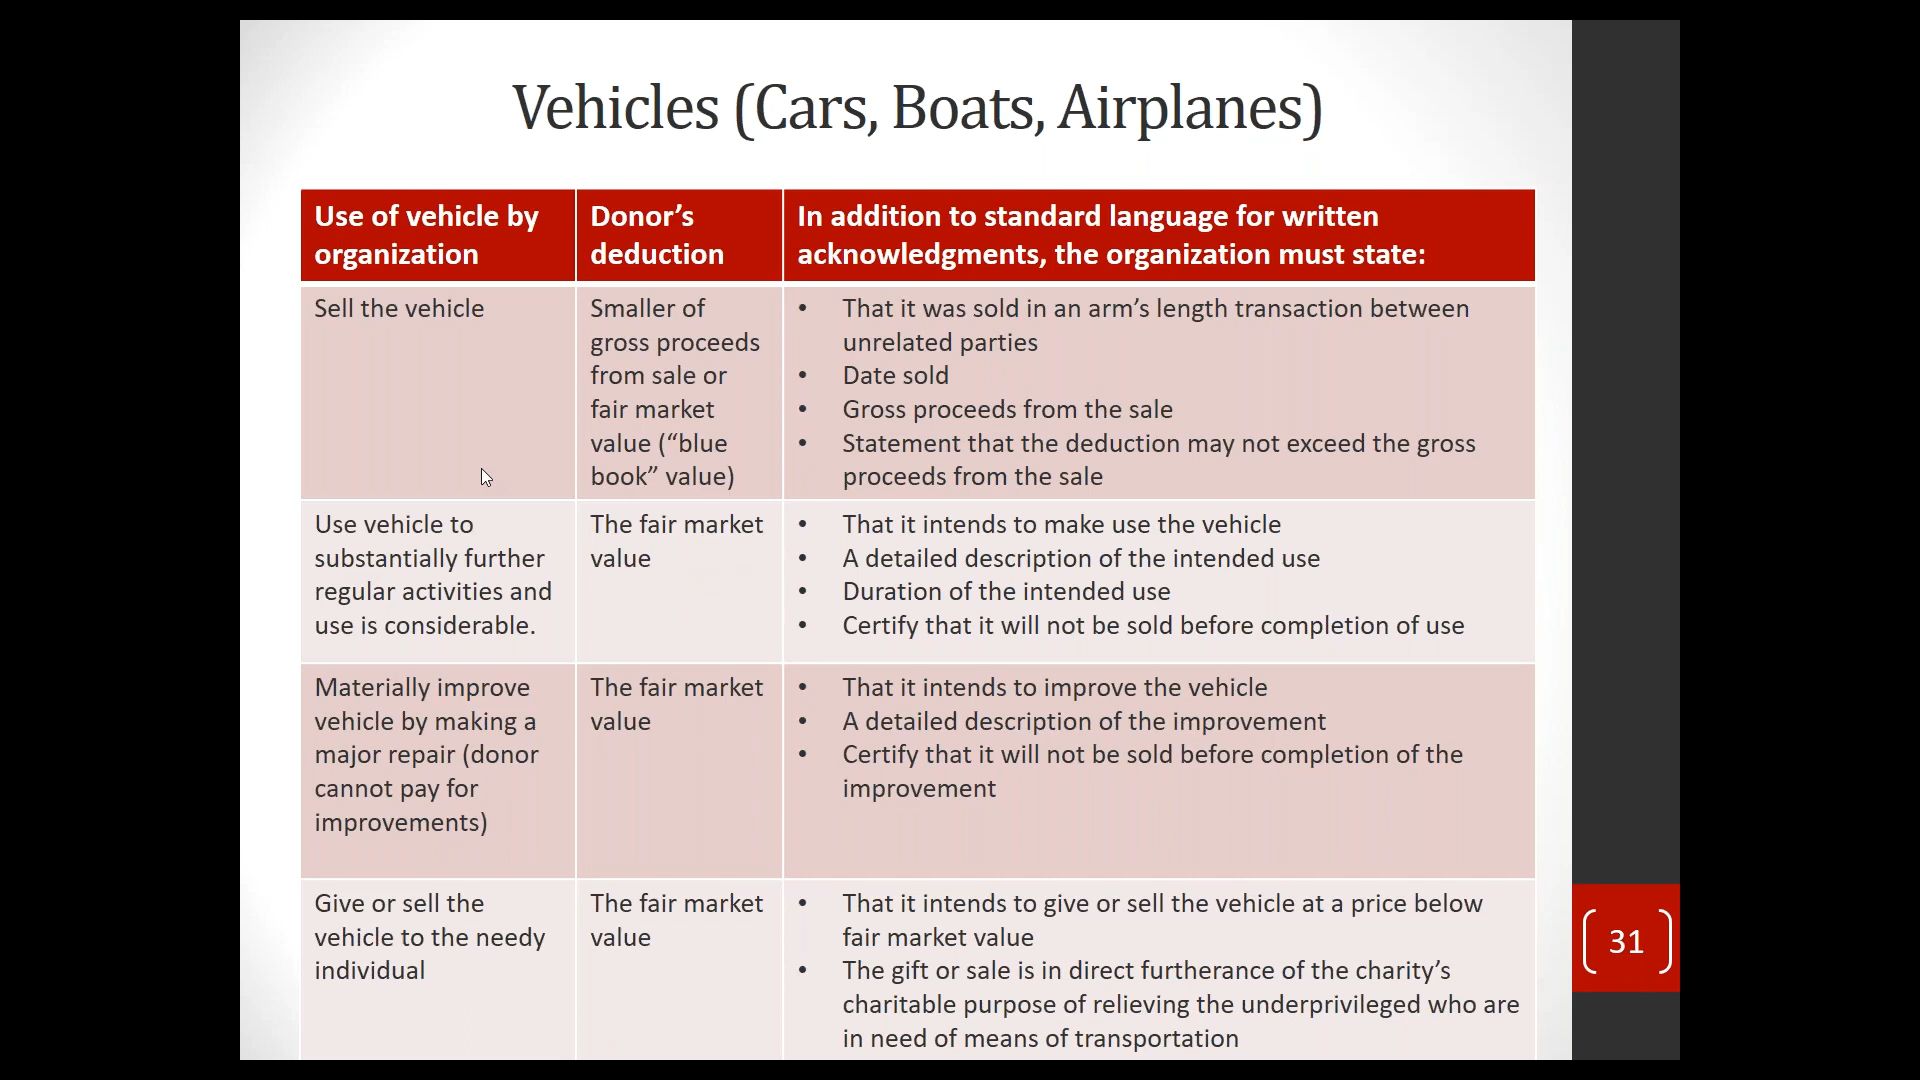 Vehicles (Cars, Boats, Airplanes)
Use of vehicle by
organization
Donor's
deduction
In addition to standard language for written
acknowledgments, the organization must state:
Sell the vehicle
Smaller of
gross proceeds
from sale or
fair market
value (“blue
book” value)
• That it was sold in an arm’s length transaction between
unrelated parties
• Date sold
• Gross proceeds from the sale
• Statement that the deduction may not exceed the gross
proceeds from the sale
Use vehicle to
substantially further
regular activities and
use is considerable.
The fair market
value
• That it intends to make use the vehicle
• A detailed description of the intended use
• Duration of the intended use
• Certify that it will not be sold before completion of use
Materially improve
vehicle by making a
major repair (donor
cannot pay for
improvements)
The fair market
value
• That it intends to improve the vehicle
• A detailed description of the improvement
• Certify that it will not be sold before completion of the
improvement
Give or sell the
vehicle to the needy
individual
The fair market
value
• That it intends to give or sell the vehicle at a price below
fair market value
• The gift or sale is in direct furtherance of the charity’s
charitable purpose of relieving the underprivileged who are
in need of means of transportation
31